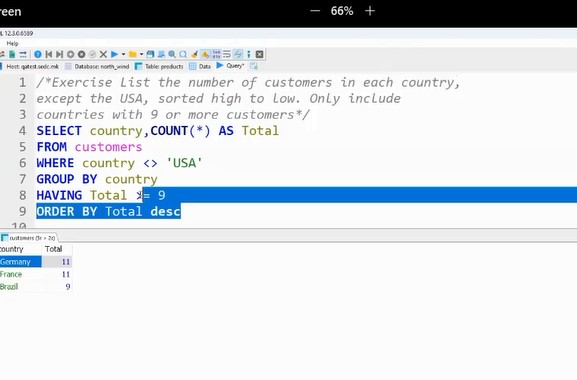 reen
66%
12.3.0.6589
Help
Host: qatest.sedc.mk Database: north_wind Table: products Data Query*
1 /*Exercise List the number of customers in each country,
2 except the USA, sorted high to low. Only include
3 countries with 9 or more customers*/
4 SELECT country,COUNT(*) AS Total
5 FROM customers
6 WHERE country <> 'USA'
7 GROUP BY country
8 HAVING Total >= 9
9 ORDER BY Total desc
10
customers (3r × 2c)
country Total
Germany 11
France 11
Brazil 9